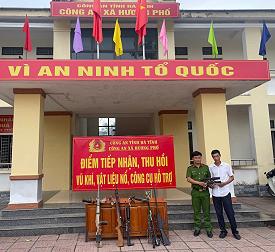 CÔNG AN TỈNH HÀ TĨNH
CÔNG AN XÃ HƯƠNG PHỐ
VÌ AN NINH TỔ QUỐC
CÔNG AN TỈNH HÀ TĨNH
CÔNG AN XÃ HƯƠNG PHỐ
ĐIỂM TIẾP NHẬN, THU HỒI
VŨ KHÍ, VẬT LIỆU NỔ, CÔNG CỤ HỖ TRỢ